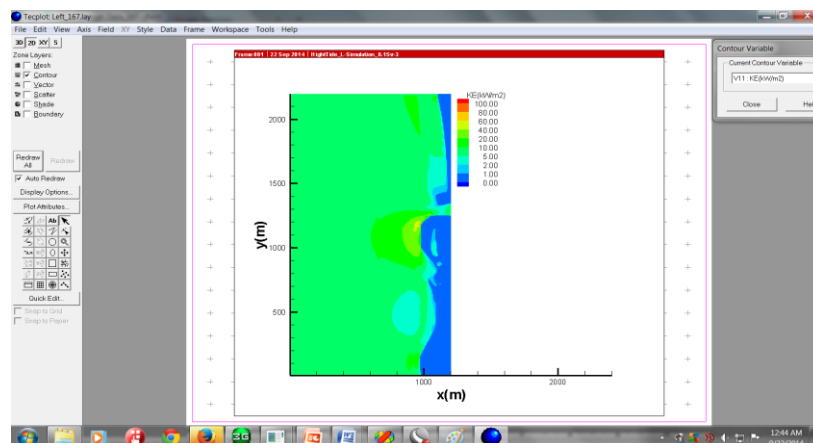 Tecplot: Left_167.lay
File Edit View Axis Field XY Style Data Frame Workspace Tools Help
3D 2D XY S
Zone Layers:
Mesh
Contour
Vector
Scatter
Shade
Boundary
Redraw All
Redraw
Auto Redraw
Display Options...
Plot Attributes...
Ab
Quick Edit...
Snap to Grid
Snap to Paper
Frame 001 | 22 Sep 2014 |
KE(kW/m2)
100.00
80.00
60.00
40.00
20.00
10.00
5.00
2.00
1.00
0.00
2000
1500
1000
500
y(m)
1000
2000
x(m)
Contour Variable
Current Contour Variable
V11 : KE(kW/m2)
Close
Hel
3G
12:44 AM